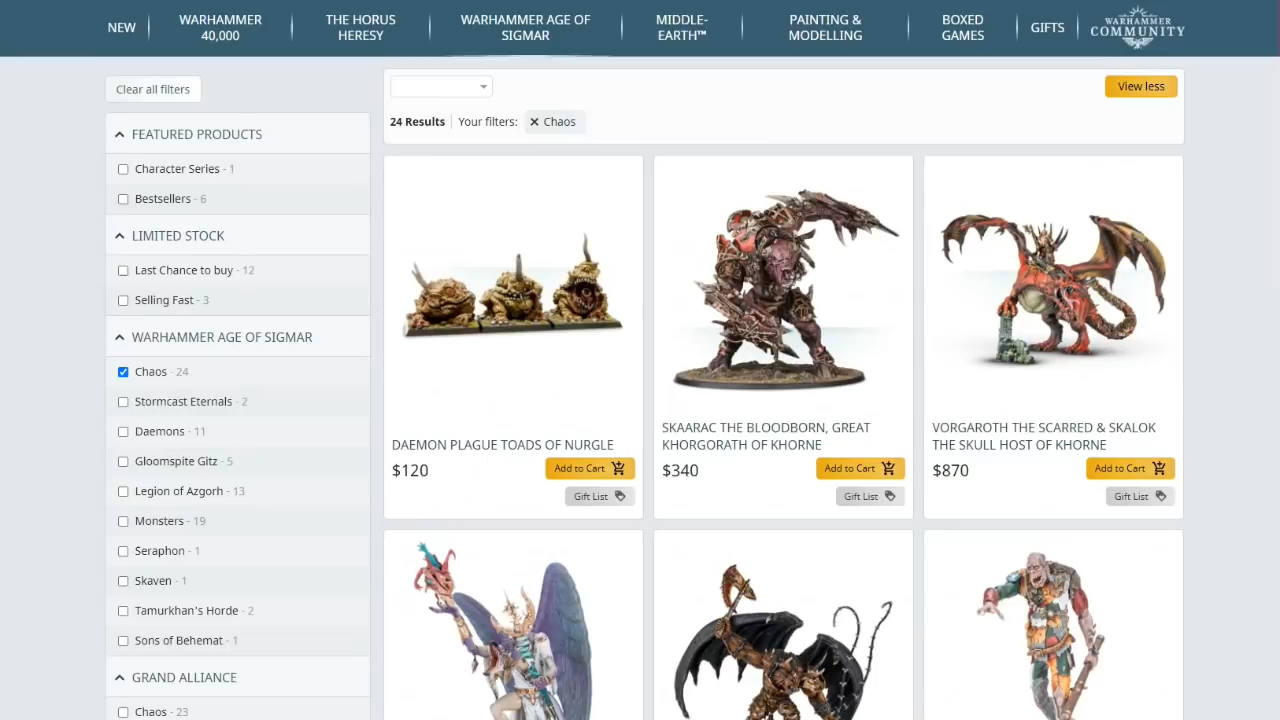 NEW
WARHAMMER
40,000
THE HORUS
HERESY
WARHAMMER AGE OF
SIGMAR
MIDDLE-
EARTH™
PAINTING &
MODELLING
BOXED
GAMES
GIFTS
WARHAMMER
COMMUNITY
Clear all filters
FEATURED PRODUCTS
Character Series - 1
Bestsellers - 6
LIMITED STOCK
Last Chance to buy - 12
Selling Fast - 3
WARHAMMER AGE OF SIGMAR
Chaos - 24
Stormcast Eternals - 2
Daemons - 11
Gloomspite Gitz - 5
Legion of Azgorh - 13
Monsters - 19
Seraphon - 1
Skaven - 1
Tamurkhan's Horde - 2
Sons of Behemat - 1
GRAND ALLIANCE
Chaos - 23
View less
24 Results Your filters: ✕ Chaos
DAEMON PLAGUE TOADS OF NURGLE
$120 Add to Cart
Gift List
SKAARAC THE BLOODBORN, GREAT
KHORGORATH OF KHORNE
$340 Add to Cart
Gift List
VORGAROTH THE SCARRED & SKALOK
THE SKULL HOST OF KHORNE
$870 Add to Cart
Gift List